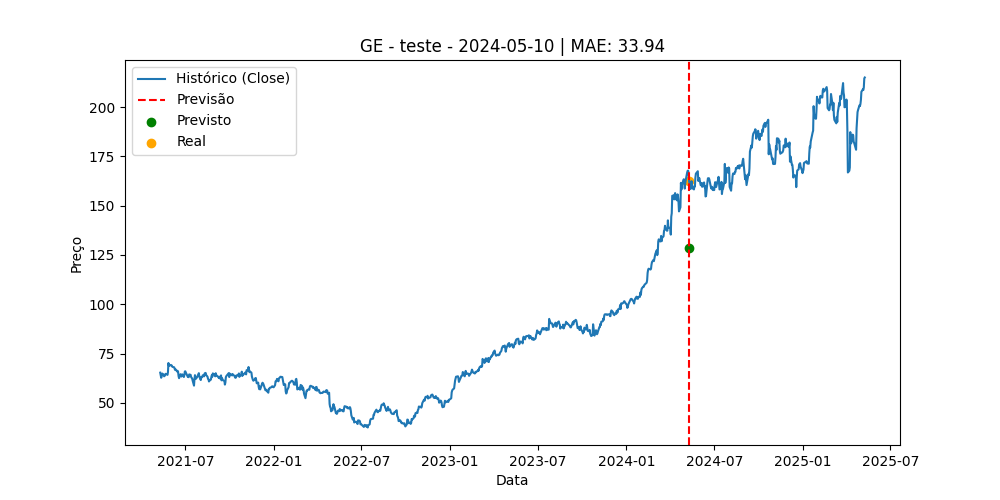 GE - teste - 2024-05-10 | MAE: 33.94
Histórico (Close)
Previsão
Previsto
Real
Preço
200
175
150
125
100
75
50
2021-07 2022-01 2022-07 2023-01 2023-07 2024-01 2024-07 2025-01 2025-07
Data